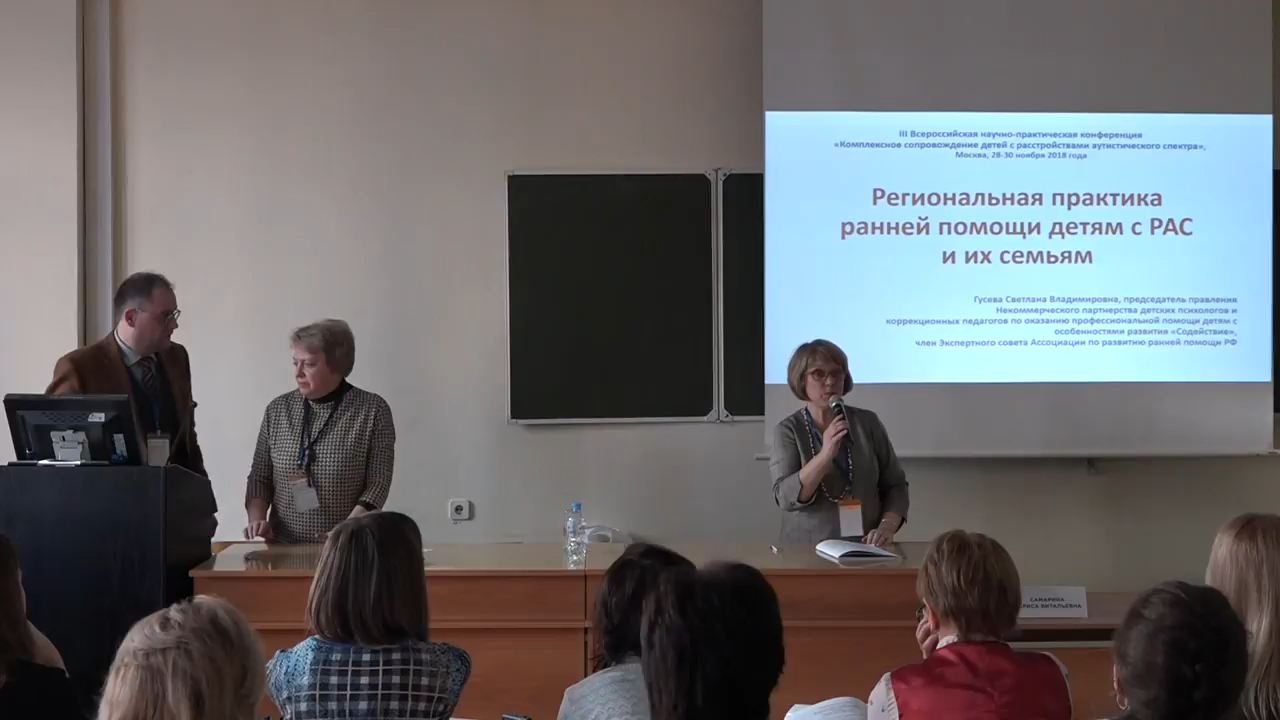 III Всероссийская научно-практическая конференция
«Комплексное сопровождение детей с расстройствами аутистического спектра»,
Москва, 28-30 ноября 2018 года
Региональная практика
ранней помощи детям с РАС
и их семьям
Гусева Светлана Владимировна, председатель правления
Некоммерческого партнерства детских психологов и
коррекционных педагогов по оказанию профессиональной помощи детям с
особенностями развития «Содействие»,
член Экспертного совета Ассоциации по развитию ранней помощи РФ
САМАРИНА
ВИТАЛЬЕВНА